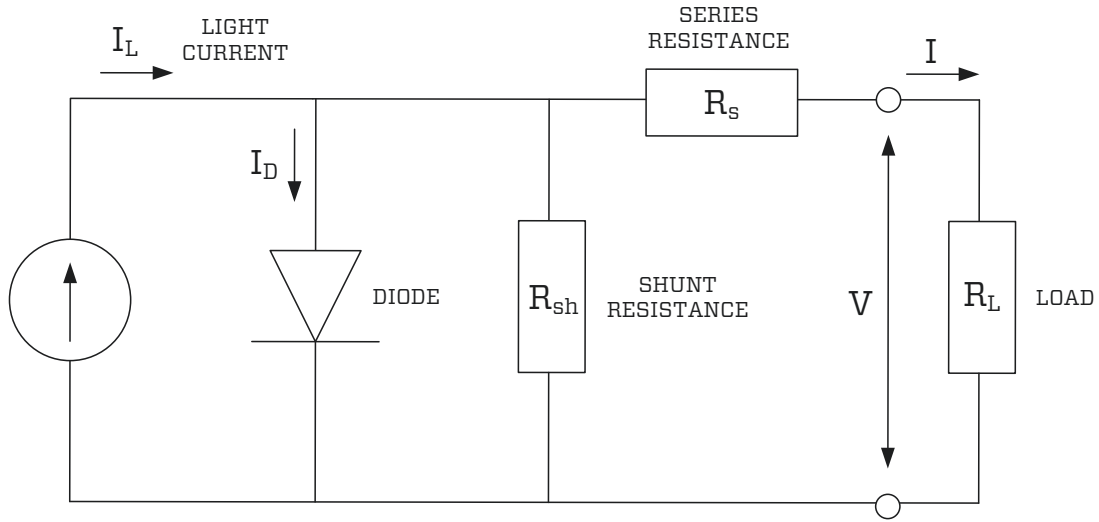 I_L
LIGHT
CURRENT
SERIES
RESISTANCE
I
R_s
I_D
DIODE
R_sh
SHUNT
RESISTANCE
V
R_L
LOAD